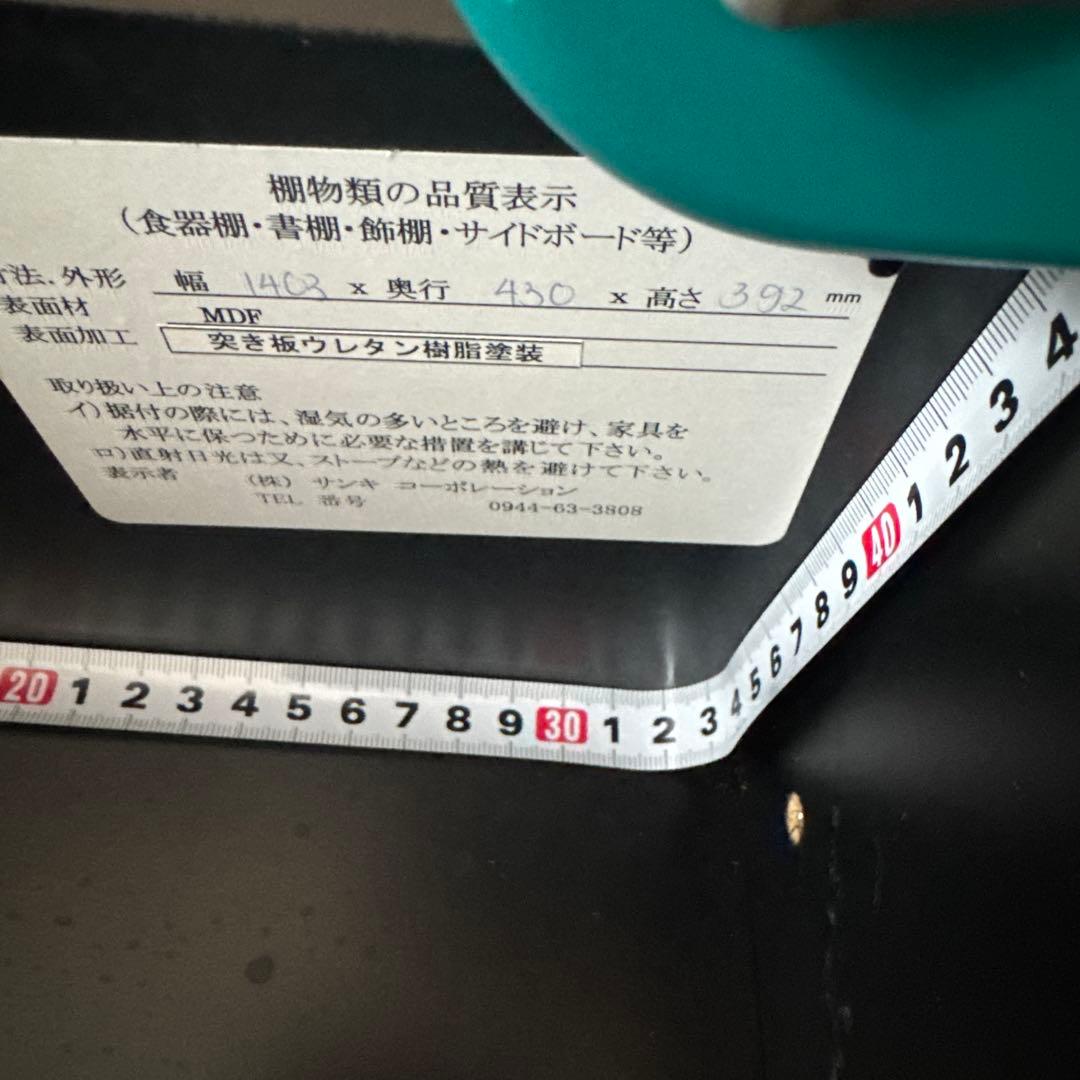 棚物類の品質表示
（食器棚・書棚・飾棚・サイドボード等）
寸法．外形 幅 1403 x 奥行 430 x 高さ 392 mm
表面材 MDF
表面加工 突き板ウレタン樹脂塗装
取り扱い上の注意
イ）据付の際には、湿気の多いところを避け、家具を
水平に保つために必要な措置を講じて下さい。
ロ）直射日光は又、ストーブなどの熱を避けて下さい。
表示者 （株） サンキ コーポレーション
TEL 番号 0944-63-3808
20 1 2 3 4 5 6 7 8 9 30 1 2 3 4 5 6 7 8 9 40 1 2 3 4